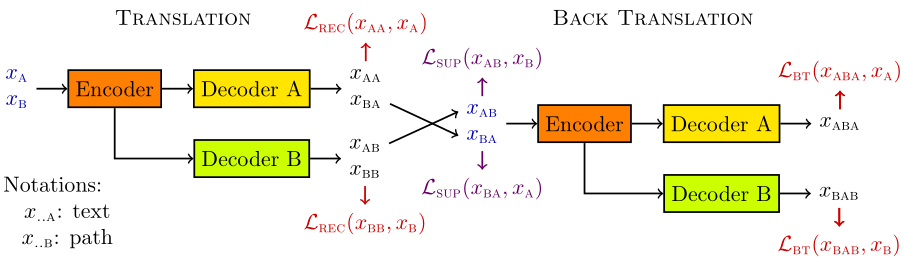 TRANSLATION
BACK TRANSLATION
ℒREC(xAA, xA)
ℒSUP(xAB, xB)
ℒBT(xABA, xA)
xA
xB
Encoder
Decoder A
xAA
xBA
xAB
xBA
Encoder
Decoder A
xABA
Decoder B
xAB
xBB
ℒSUP(xBA, xA)
Decoder B
xBAB
Notations:
x..A: text
x..B: path
ℒREC(xBB, xB)
ℒBT(xBAB, xB)